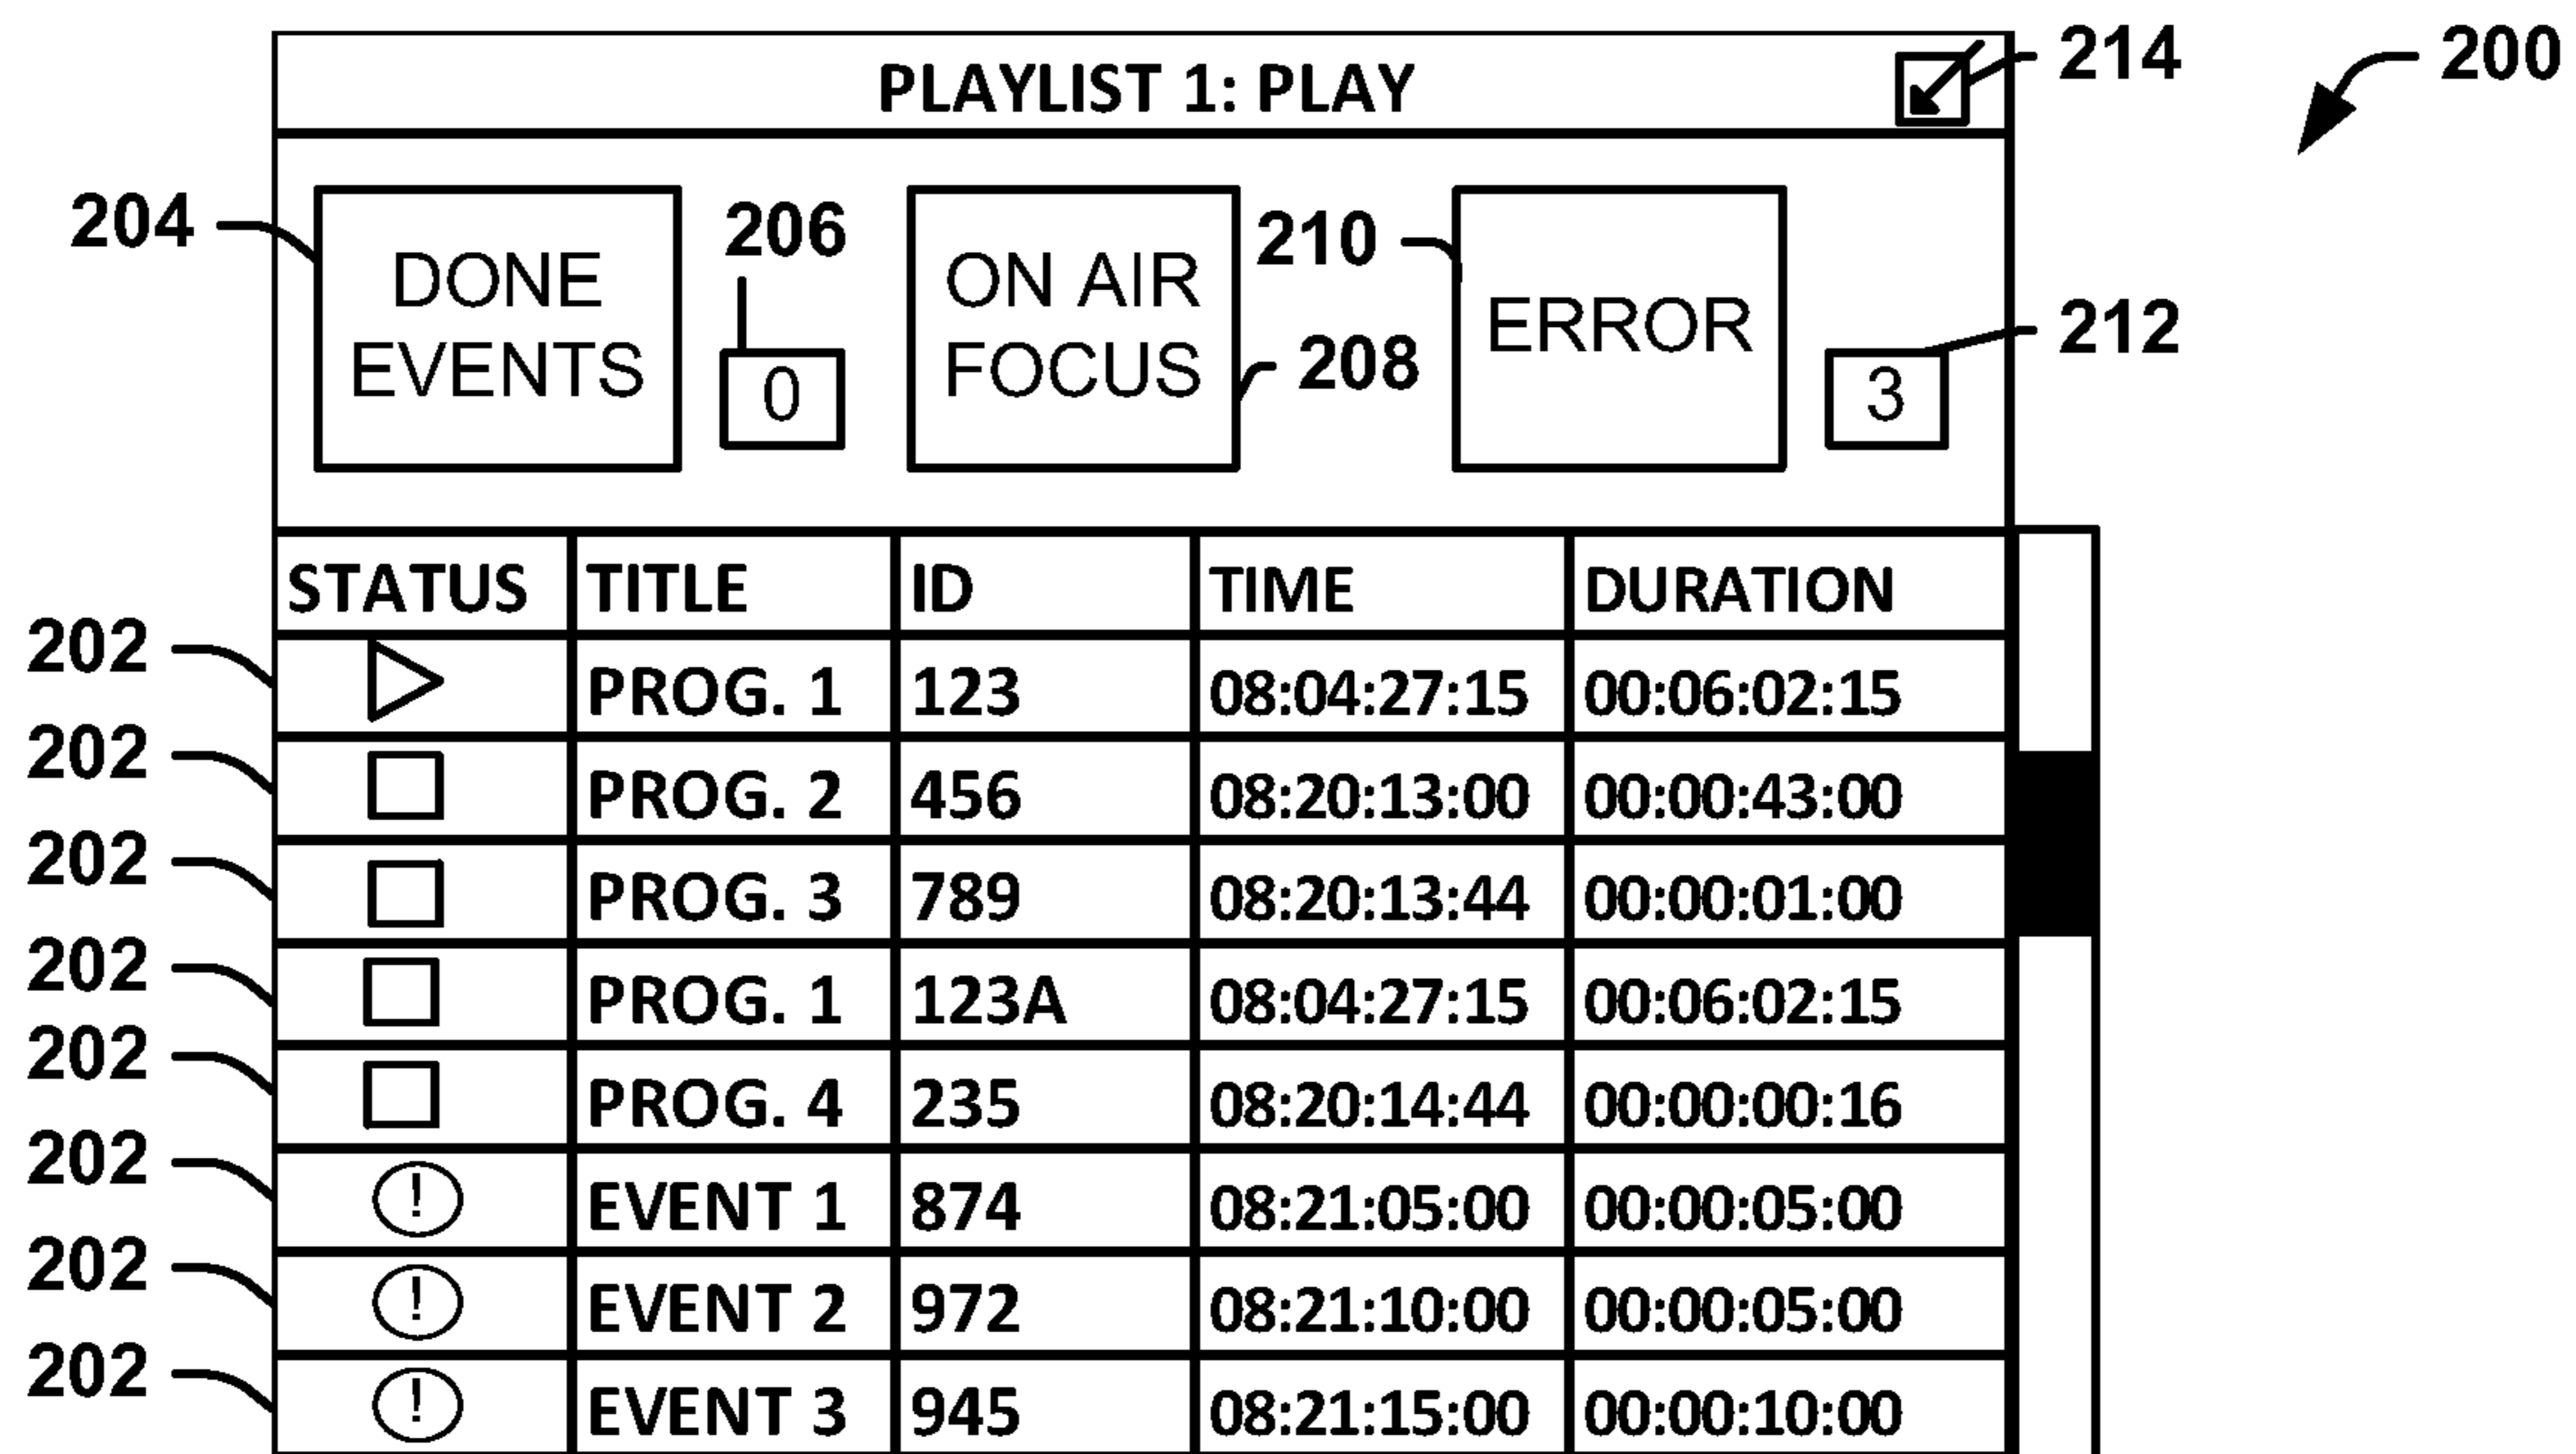 PLAYLIST 1: PLAY
214
200
204
DONE
EVENTS
206
0
ON AIR
FOCUS
208
210
ERROR
212
3
STATUS TITLE ID TIME DURATION
202 PROG. 1 123 08:04:27:15 00:06:02:15
202 PROG. 2 456 08:20:13:00 00:00:43:00
202 PROG. 3 789 08:20:13:44 00:00:01:00
202 PROG. 1 123A 08:04:27:15 00:06:02:15
202 PROG. 4 235 08:20:14:44 00:00:00:16
202 ! EVENT 1 874 08:21:05:00 00:00:05:00
202 ! EVENT 2 972 08:21:10:00 00:00:05:00
202 ! EVENT 3 945 08:21:15:00 00:00:10:00